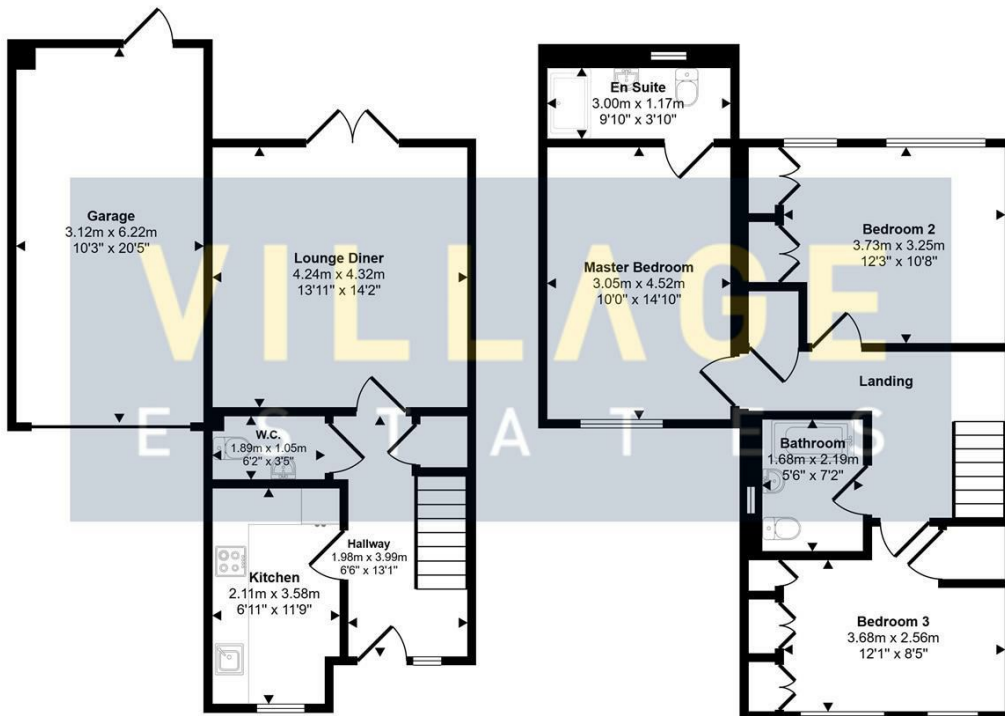 Garage
3.12m x 6.22m
10'3" x 20'5"
Lounge Diner
4.24m x 4.32m
13'11" x 14'2"
W.C.
1.89m x 1.05m
6'2" x 3'5"
Kitchen
2.11m x 3.58m
6'11" x 11'9"
Hallway
1.98m x 3.99m
6'6" x 13'1"
En Suite
3.00m x 1.17m
9'10" x 3'10"
Master Bedroom
3.05m x 4.52m
10'0" x 14'10"
Bedroom 2
3.73m x 3.25m
12'3" x 10'8"
Landing
Bathroom
1.68m x 2.19m
5'6" x 7'2"
Bedroom 3
3.68m x 2.56m
12'1" x 8'5"
VILLAGE
ESTATES